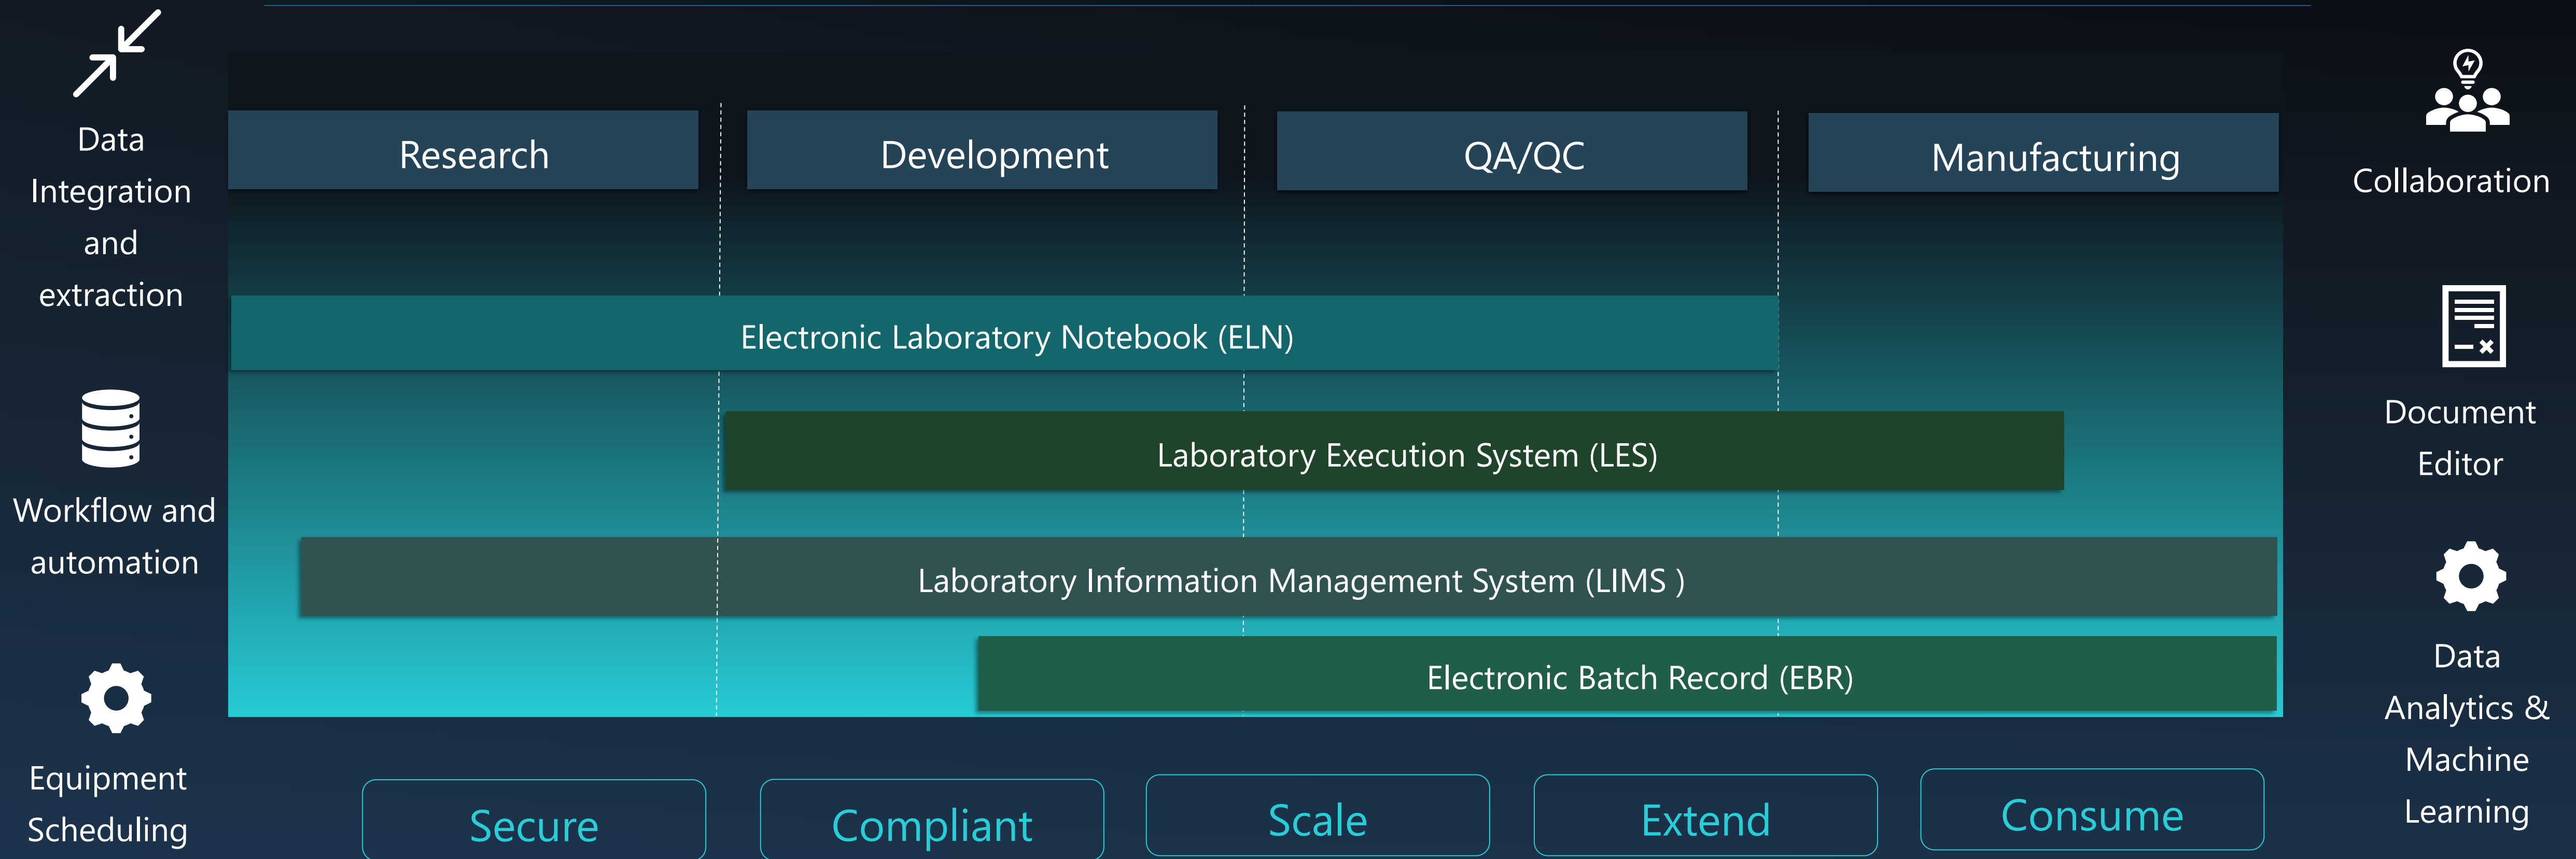 Data
Integration
and
extraction
Workflow and
automation
Equipment
Scheduling
Research
Development
QA/QC
Manufacturing
Electronic Laboratory Notebook (ELN)
Laboratory Execution System (LES)
Laboratory Information Management System (LIMS )
Electronic Batch Record (EBR)
Secure
Compliant
Scale
Extend
Consume
Collaboration
Document
Editor
Data
Analytics &
Machine
Learning